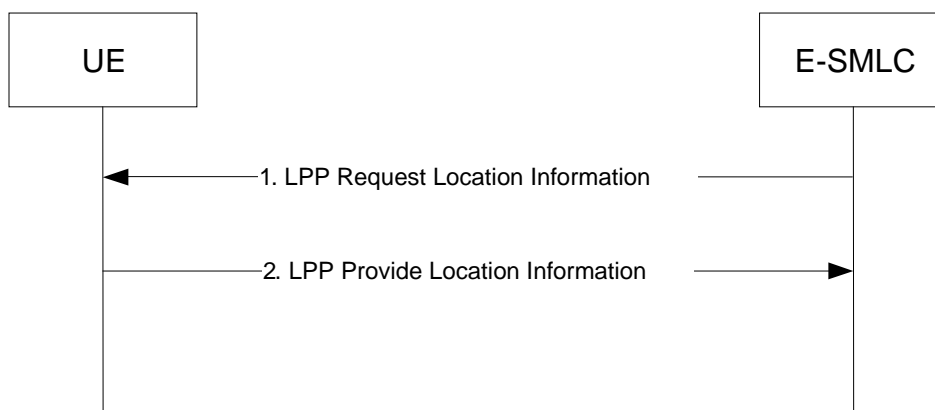 UE
E-SMLC
1. LPP Request Location Information
2. LPP Provide Location Information